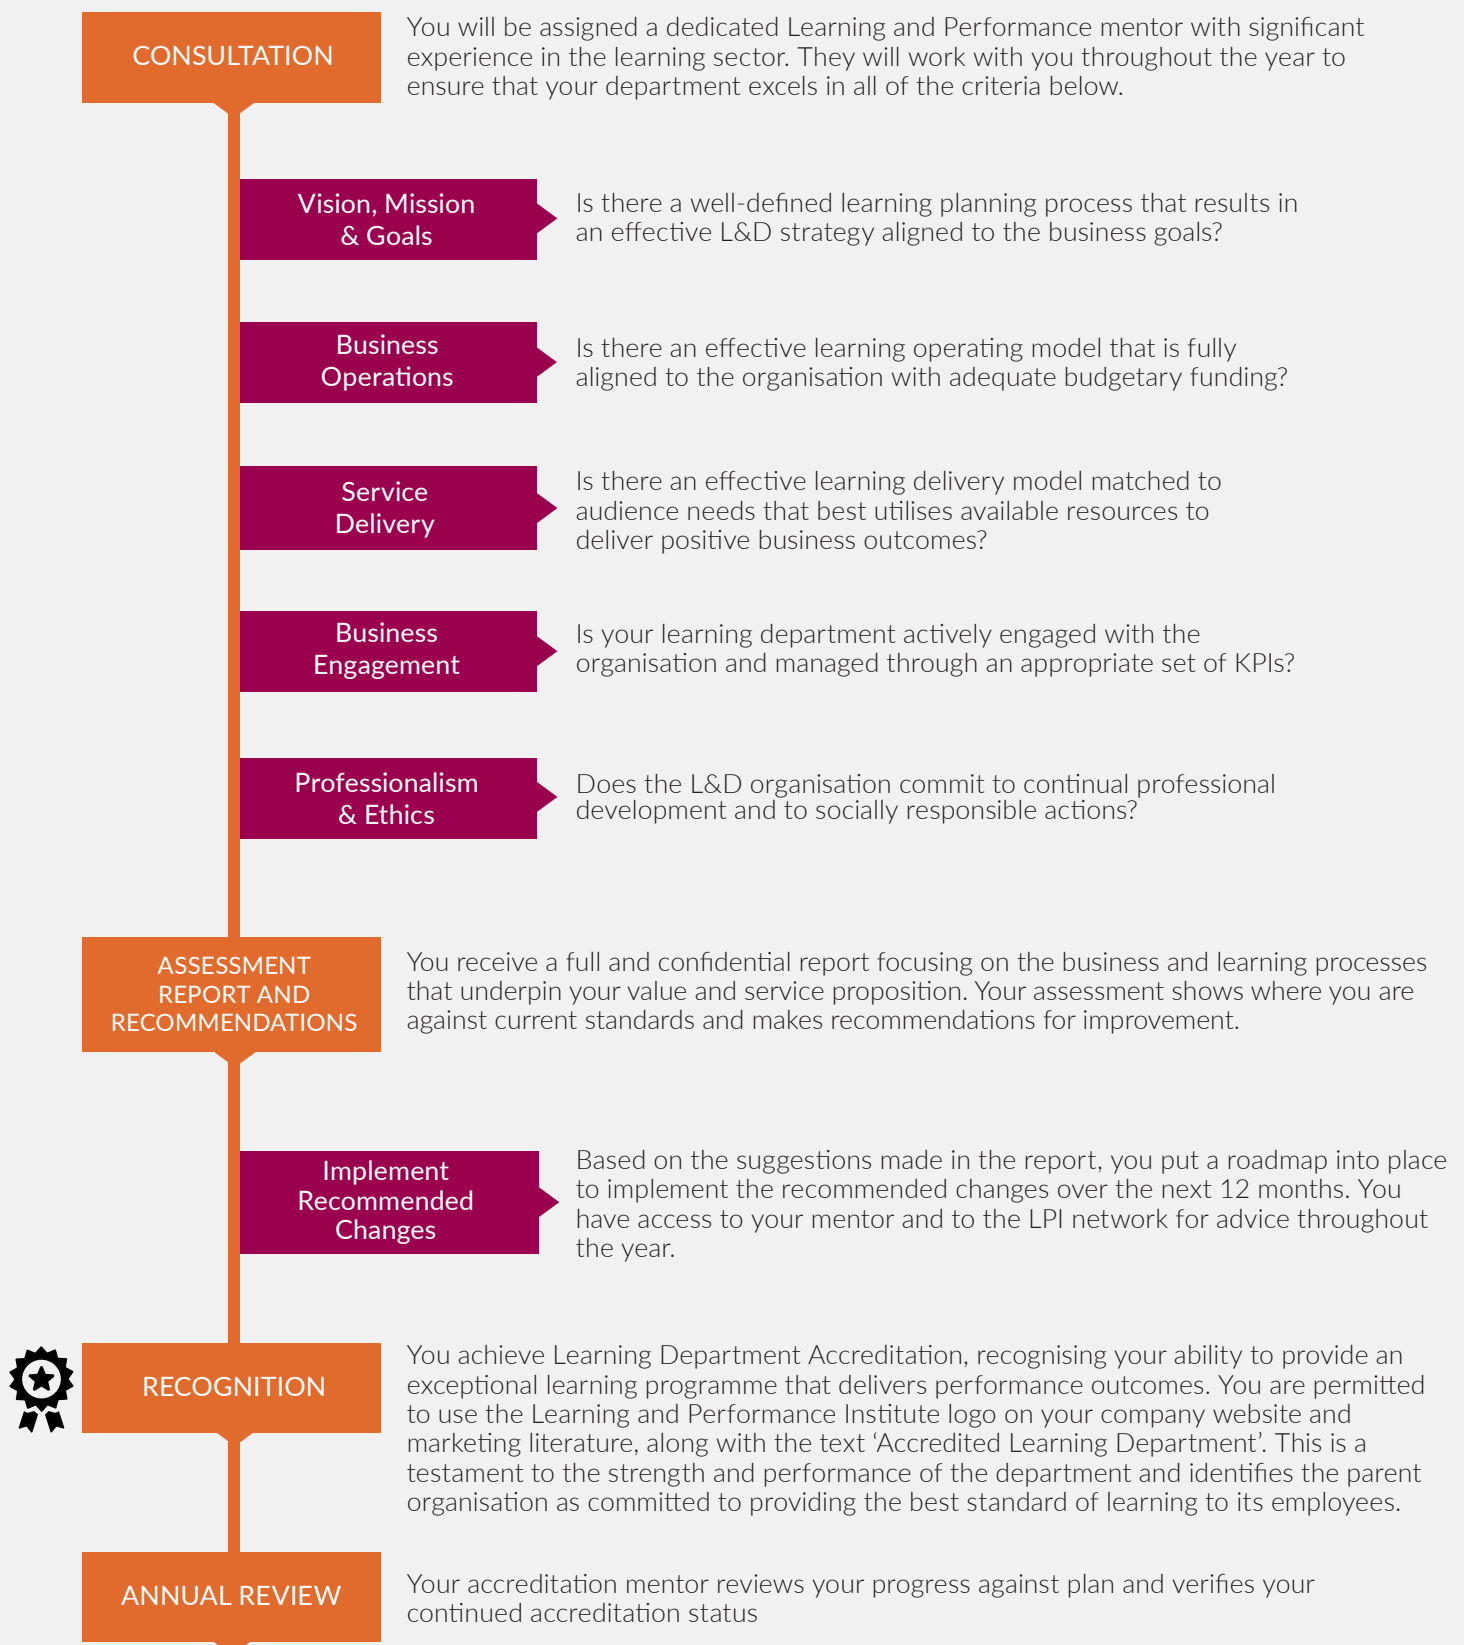 CONSULTATION
You will be assigned a dedicated Learning and Performance mentor with significant
experience in the learning sector. They will work with you throughout the year to
ensure that your department excels in all of the criteria below.
Vision, Mission
& Goals
Is there a well-defined learning planning process that results in
an effective L&D strategy aligned to the business goals?
Business
Operations
Is there an effective learning operating model that is fully
aligned to the organisation with adequate budgetary funding?
Service
Delivery
Is there an effective learning delivery model matched to
audience needs that best utilises available resources to
deliver positive business outcomes?
Business
Engagement
Is your learning department actively engaged with the
organisation and managed through an appropriate set of KPIs?
Professionalism
& Ethics
Does the L&D organisation commit to continual professional
development and to socially responsible actions?
ASSESSMENT
REPORT AND
RECOMMENDATIONS
You receive a full and confidential report focusing on the business and learning processes
that underpin your value and service proposition. Your assessment shows where you are
against current standards and makes recommendations for improvement.
Implement
Recommended
Changes
Based on the suggestions made in the report, you put a roadmap into place
to implement the recommended changes over the next 12 months. You
have access to your mentor and to the LPI network for advice throughout
the year.
RECOGNITION
You achieve Learning Department Accreditation, recognising your ability to provide an
exceptional learning programme that delivers performance outcomes. You are permitted
to use the Learning and Performance Institute logo on your company website and
marketing literature, along with the text ‘Accredited Learning Department’. This is a
testament to the strength and performance of the department and identifies the parent
organisation as committed to providing the best standard of learning to its employees.
ANNUAL REVIEW
Your accreditation mentor reviews your progress against plan and verifies your
continued accreditation status